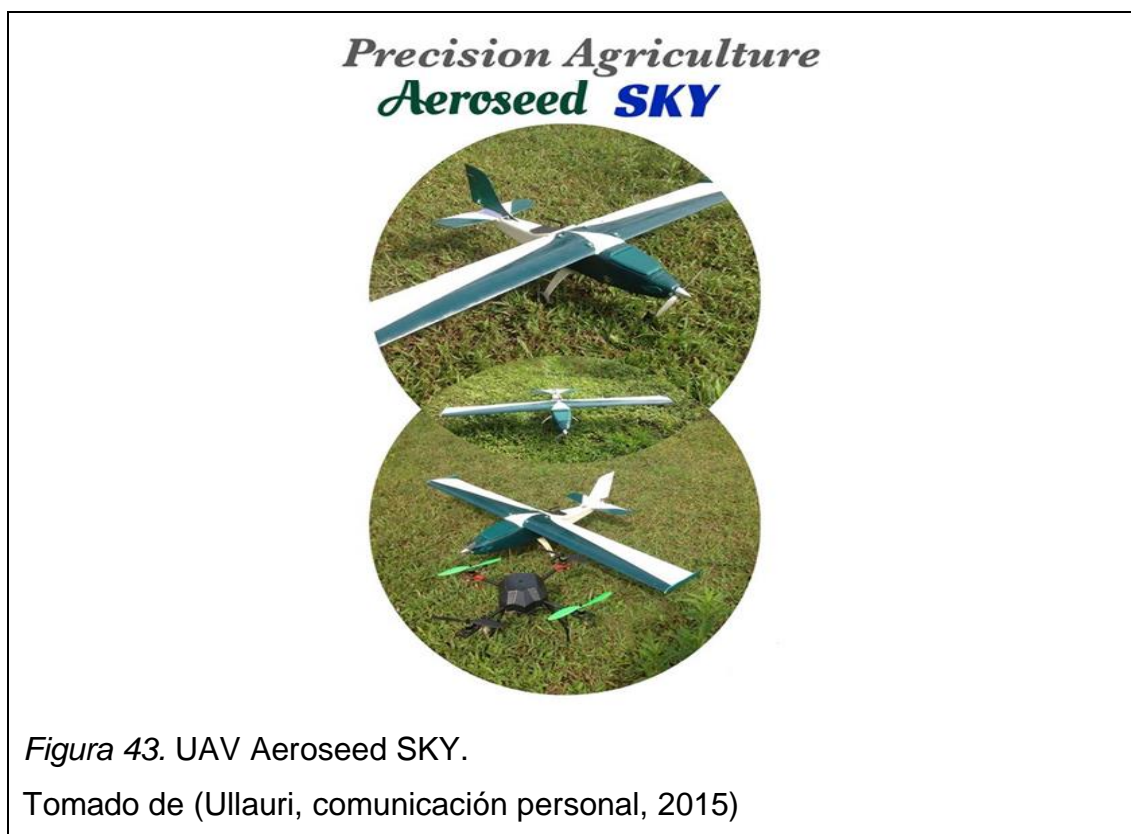 Precision Agriculture
Aeroseed SKY
Figura 43. UAV Aeroseed SKY.
Tomado de (Ullauri, comunicación personal, 2015)